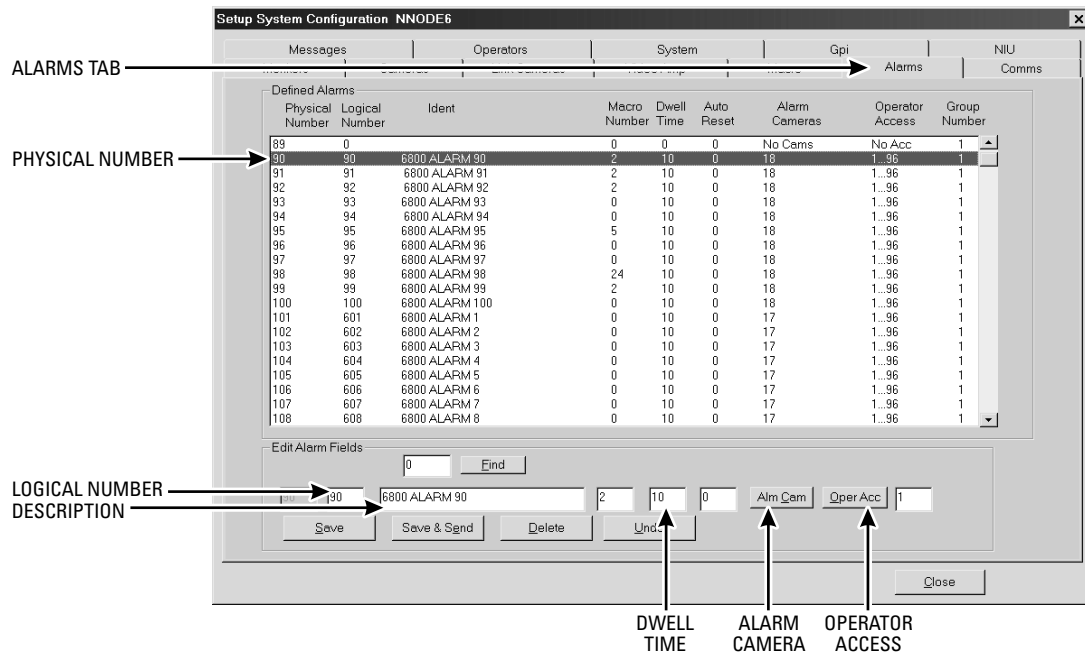 Setup System Configuration NNODE6
Messages Operators System Gpi NIU
ALARMS TAB
Alarms Comms
Defined Alarms
Physical Number Logical Number Ident Macro Number Dwell Time Auto Reset Alarm Cameras Operator Access Group Number
89 0 0 0 0 No Cams No Acc 1
PHYSICAL NUMBER
90 90 6800 ALARM 90 2 10 0 18 1...96 1
91 91 6800 ALARM 91 2 10 0 18 1...96 1
92 92 6800 ALARM 92 2 10 0 18 1...96 1
93 93 6800 ALARM 93 0 10 0 18 1...96 1
94 94 6800 ALARM 94 0 10 0 18 1...96 1
95 95 6800 ALARM 95 5 10 0 18 1...96 1
96 96 6800 ALARM 96 0 10 0 18 1...96 1
97 97 6800 ALARM 97 0 10 0 18 1...96 1
98 98 6800 ALARM 98 24 10 0 18 1...96 1
99 99 6800 ALARM 99 2 10 0 18 1...96 1
100 100 6800 ALARM 100 0 10 0 18 1...96 1
101 601 6800 ALARM 1 0 10 0 17 1...96 1
102 602 6800 ALARM 2 0 10 0 17 1...96 1
103 603 6800 ALARM 3 0 10 0 17 1...96 1
104 604 6800 ALARM 4 0 10 0 17 1...96 1
105 605 6800 ALARM 5 0 10 0 17 1...96 1
106 606 6800 ALARM 6 0 10 0 17 1...96 1
107 607 6800 ALARM 7 0 10 0 17 1...96 1
108 608 6800 ALARM 8 0 10 0 17 1...96 1
Edit Alarm Fields
0 Find
LOGICAL NUMBER
DESCRIPTION
90 90 6800 ALARM 90 2 10 0 Alm Cam Oper Acc 1
Save Save & Send Delete
Close
DWELL TIME
ALARM CAMERA
OPERATOR ACCESS